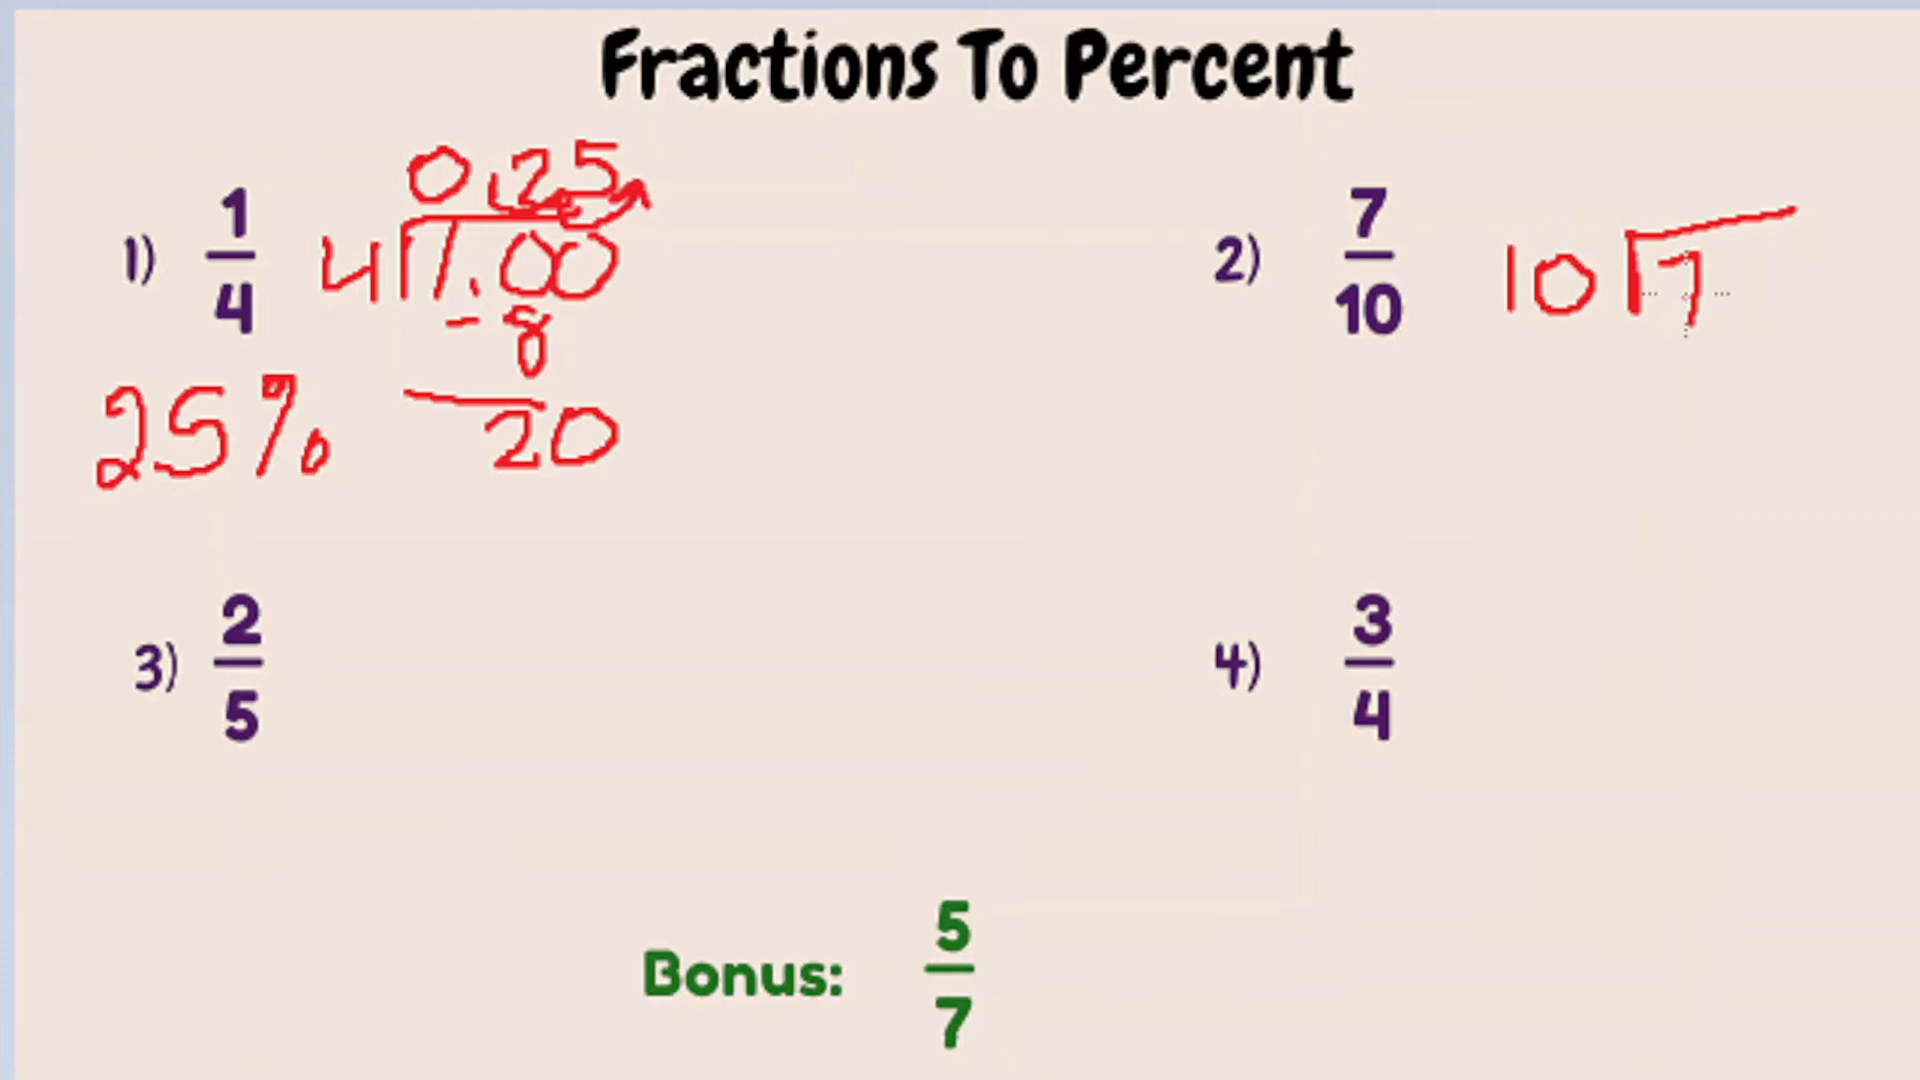 Fractions To Percent
0.25
1) 1/4 4 1.00
- 8
25% 20
2) 7/10 10 7
3) 2/5
4) 3/4
Bonus: 5/7